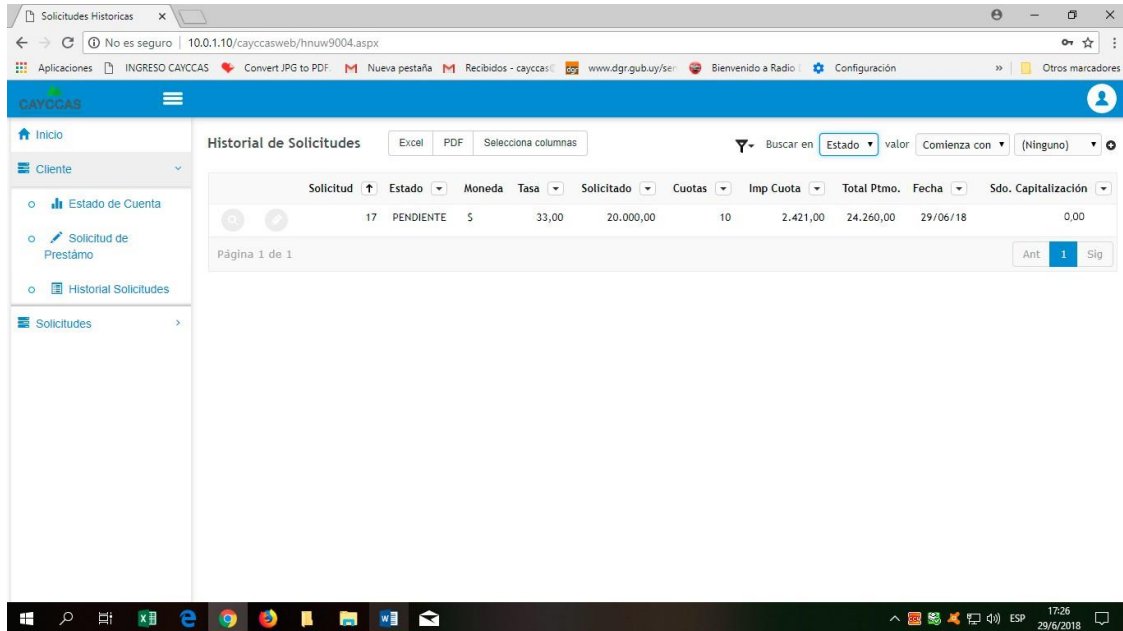 Solicitudes Historicas
No es seguro | 10.0.1.10/cayccasweb/hnuw9004.aspx
Aplicaciones INGRESO CAYCCAS Convert JPG to PDF. Nueva pestaña Recibidos - cayccas dgr www.dgr.gub.uy/ser Bienvenido a Radio Configuración » Otros marcadores
CAYCCAS
Inicio
Cliente
Estado de Cuenta
Solicitud de
Prestámo
Historial Solicitudes
Solicitudes
Historial de Solicitudes Excel PDF Selecciona columnas Buscar en Estado valor Comienza con (Ninguno)
Solicitud Estado Moneda Tasa Solicitado Cuotas Imp Cuota Total Ptmo. Fecha Sdo. Capitalización
17 PENDIENTE $ 33,00 20.000,00 10 2.421,00 24.260,00 29/06/18 0,00
Página 1 de 1 Ant 1 Sig
ESP 17:26
29/6/2018